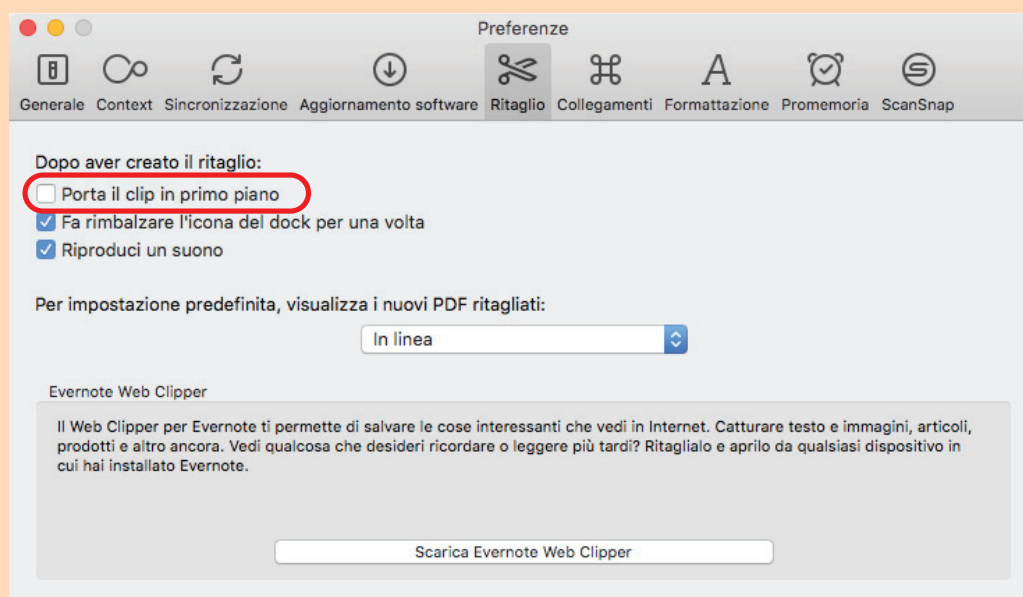 Preferenze
Generale Context Sincronizzazione Aggiornamento software Ritaglio Collegamenti Formattazione Promemoria ScanSnap
Dopo aver creato il ritaglio:
Porta il clip in primo piano
Fa rimbalzare l'icona del dock per una volta
Riproduci un suono
Per impostazione predefinita, visualizza i nuovi PDF ritagliati:
In linea
Evernote Web Clipper
Il Web Clipper per Evernote ti permette di salvare le cose interessanti che vedi in Internet. Catturare testo e immagini, articoli,
prodotti e altro ancora. Vedi qualcosa che desideri ricordare o leggere più tardi? Ritaglialo e aprilo da qualsiasi dispositivo in
cui hai installato Evernote.
Scarica Evernote Web Clipper